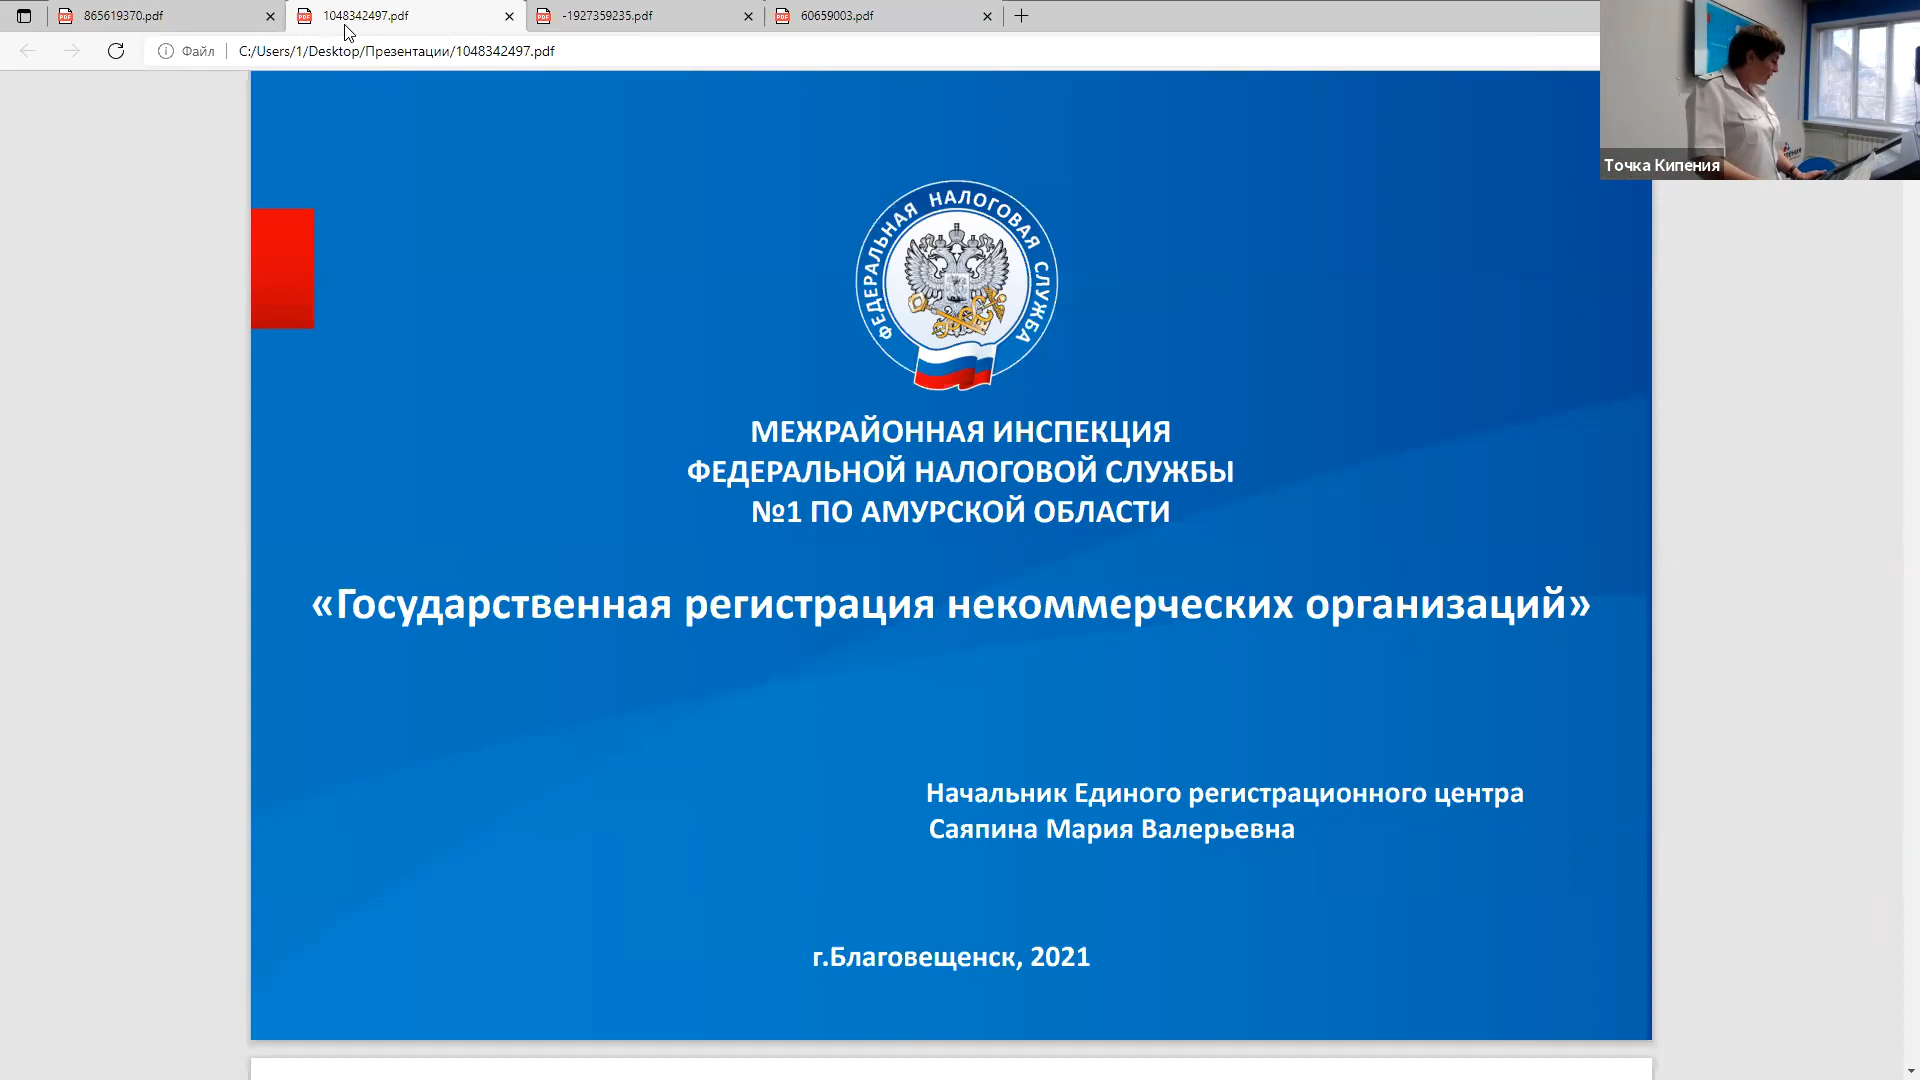 865619370.pdf
1048342497.pdf
-1927359235.pdf
60659003.pdf
Файл
C:/Users/1/Desktop/Презентации/1048342497.pdf
Точка Кипения
ФЕДЕРАЛЬНАЯ НАЛОГОВАЯ СЛУЖБА
МЕЖРАЙОННАЯ ИНСПЕКЦИЯ
ФЕДЕРАЛЬНОЙ НАЛОГОВОЙ СЛУЖБЫ
№1 ПО АМУРСКОЙ ОБЛАСТИ
«Государственная регистрация некоммерческих организаций»
Начальник Единого регистрационного центра
Саяпина Мария Валерьевна
г.Благовещенск, 2021